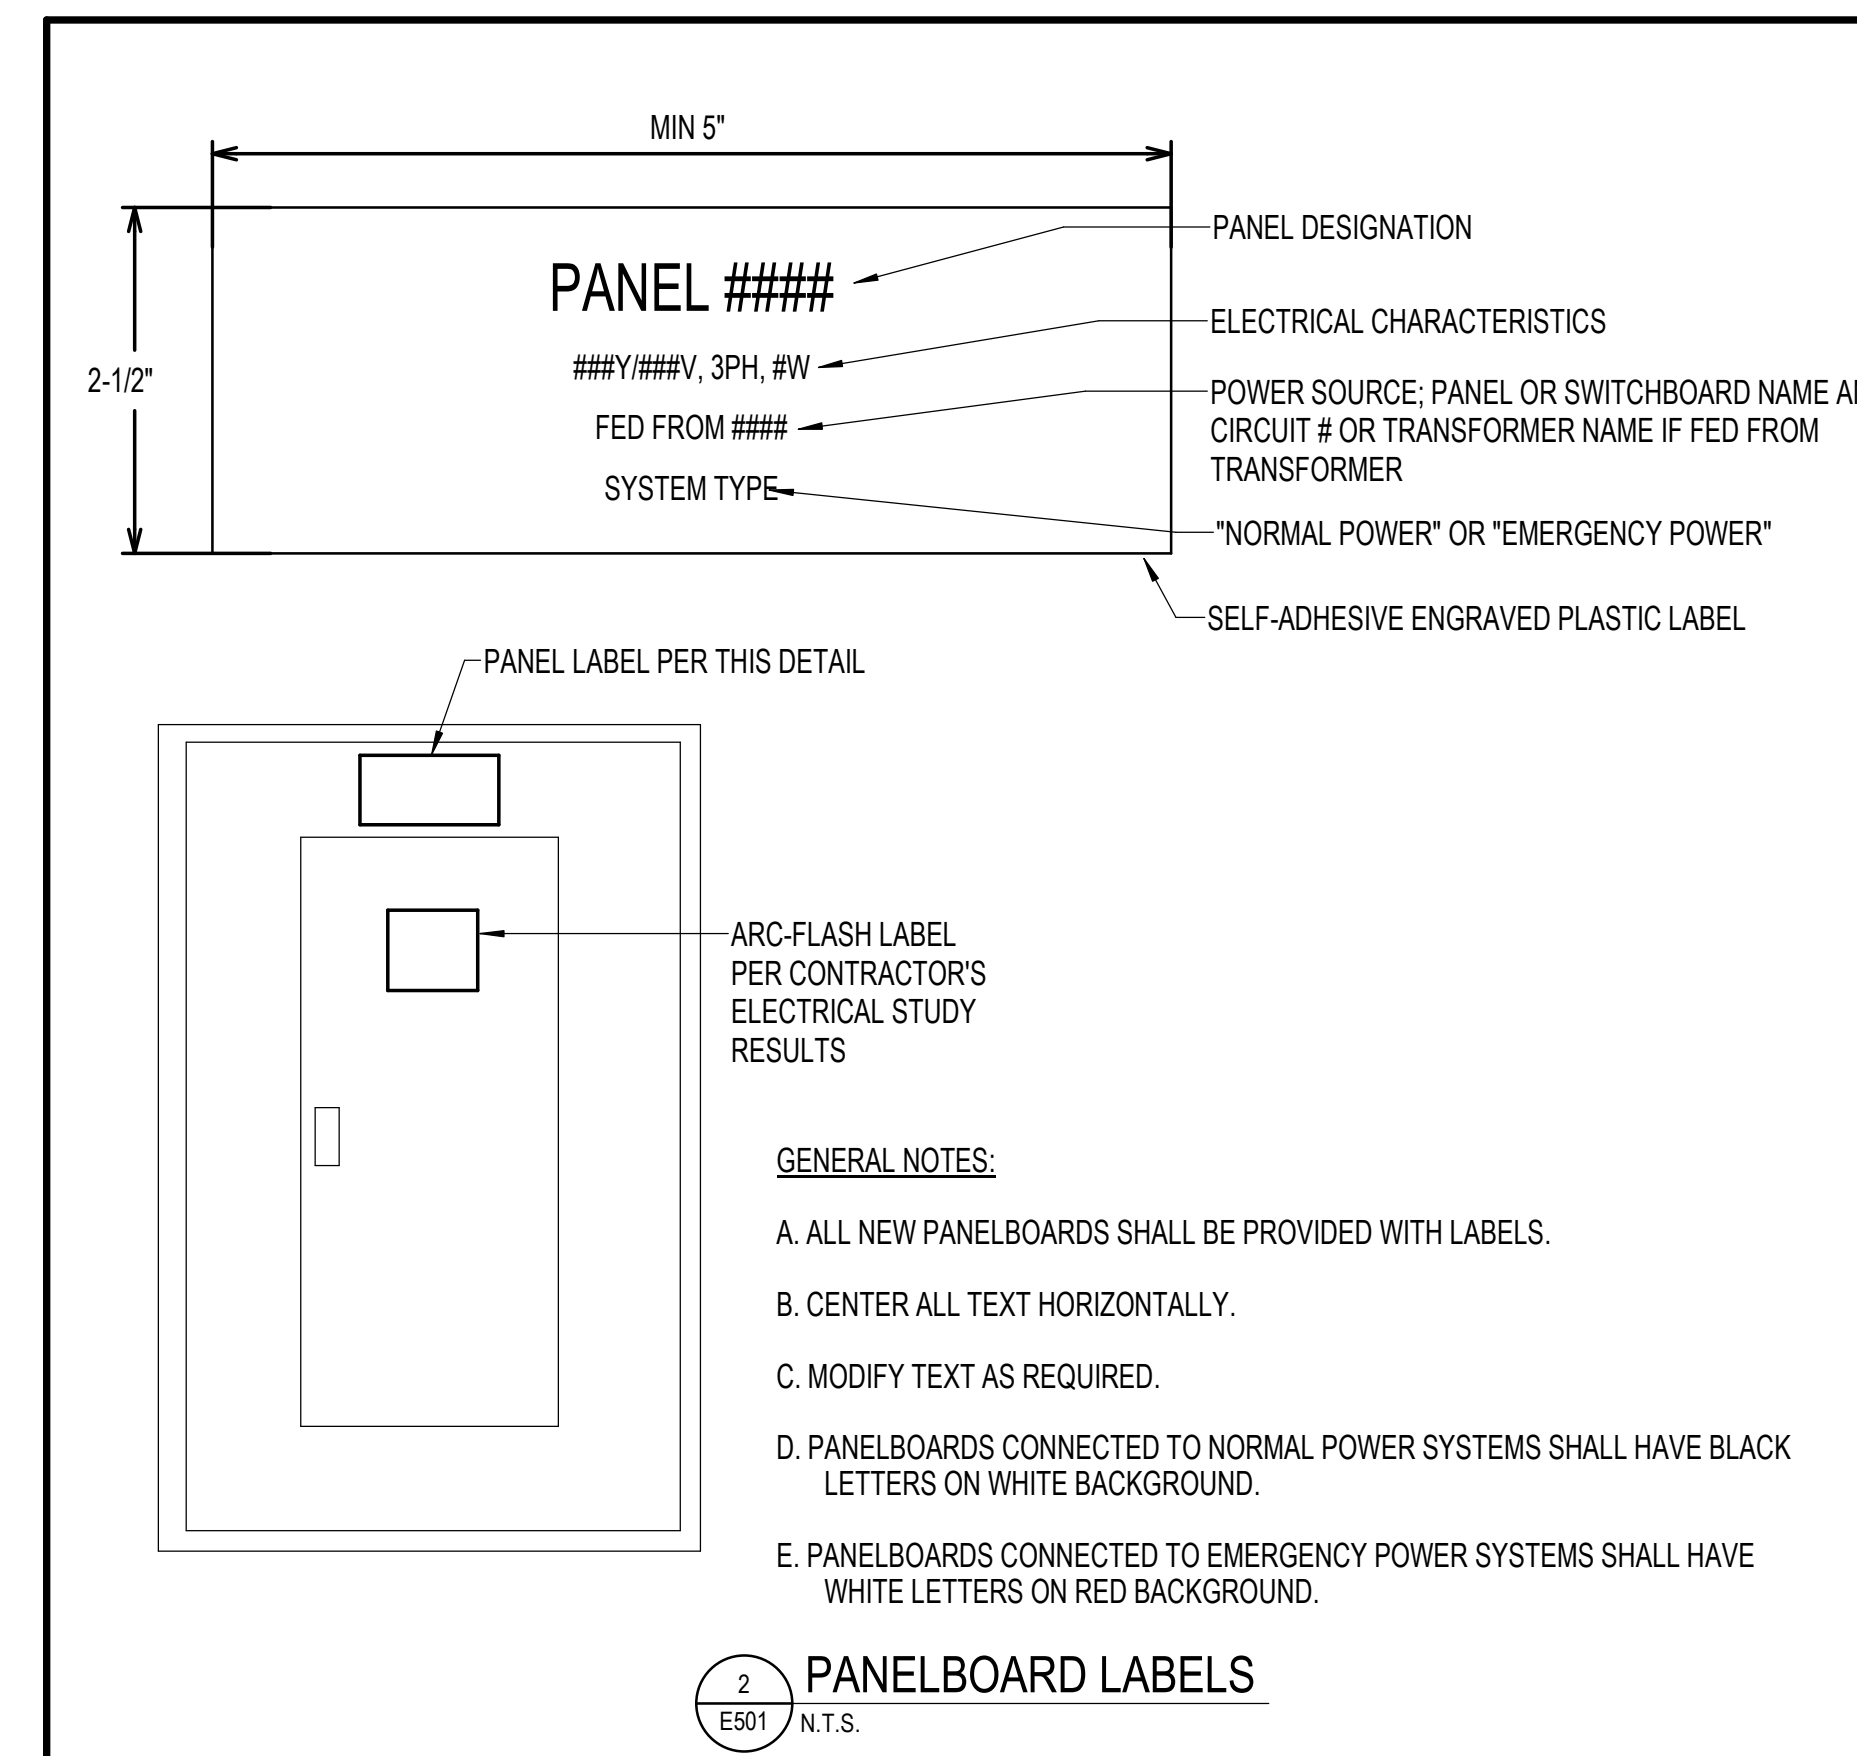 MIN 5"
2-1/2"
PANEL ####
###Y/###V, 3PH, #W
FED FROM ####
SYSTEM TYPE
PANEL DESIGNATION
ELECTRICAL CHARACTERISTICS
POWER SOURCE; PANEL OR SWITCHBOARD NAME
CIRCUIT # OR TRANSFORMER NAME IF FED FROM
TRANSFORMER
"NORMAL POWER" OR "EMERGENCY POWER"
SELF-ADHESIVE ENGRAVED PLASTIC LABEL
PANEL LABEL PER THIS DETAIL
ARC-FLASH LABEL
PER CONTRACTOR'S
ELECTRICAL STUDY
RESULTS
GENERAL NOTES:
A. ALL NEW PANELBOARDS SHALL BE PROVIDED WITH LABELS.
B. CENTER ALL TEXT HORIZONTALLY.
C. MODIFY TEXT AS REQUIRED.
D. PANELBOARDS CONNECTED TO NORMAL POWER SYSTEMS SHALL HAVE BLACK
LETTERS ON WHITE BACKGROUND.
E. PANELBOARDS CONNECTED TO EMERGENCY POWER SYSTEMS SHALL HAVE
WHITE LETTERS ON RED BACKGROUND.
2
E501
PANELBOARD LABELS
N.T.S.